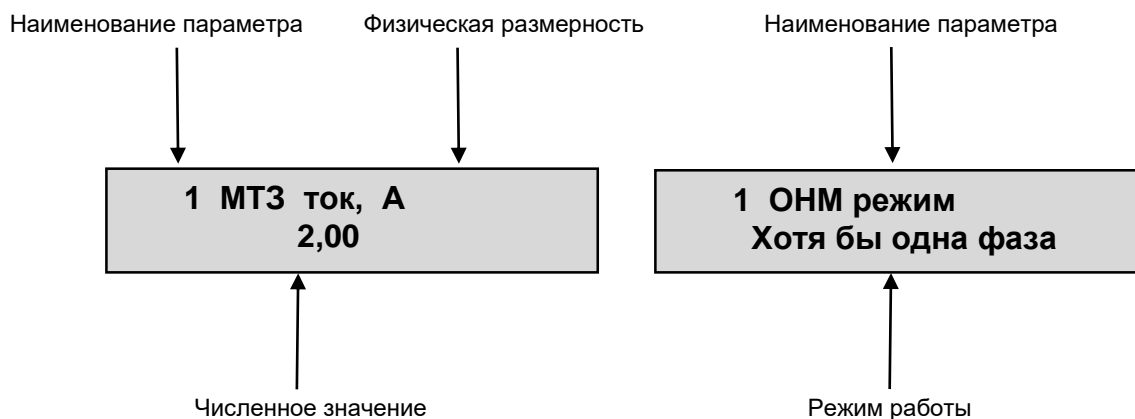 Наименование параметра
Физическая размерность
Наименование параметра
1 МТЗ ток, А
2,00
1 ОНМ режим
Хотя бы одна фаза
Численное значение
Режим работы